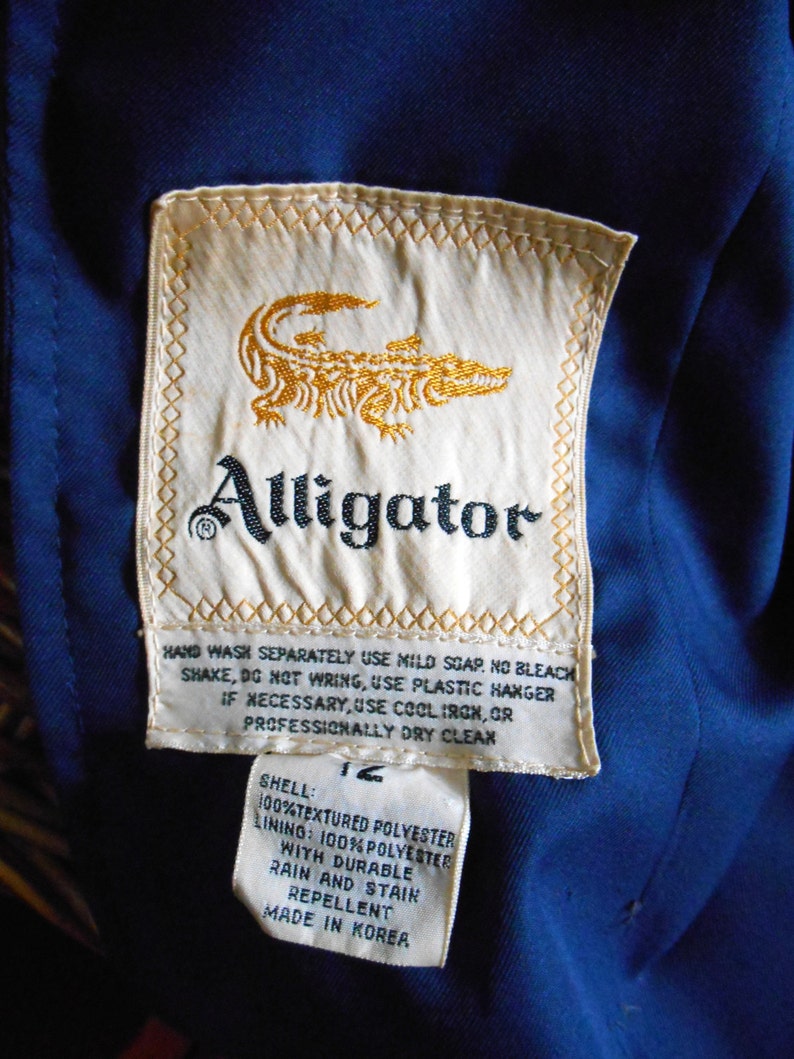 Alligator
®
HAND WASH SEPARATELY USE MILD SOAP. NO BLEACH
SHAKE, DO NOT WRING, USE PLASTIC HANGER
IF NECESSARY, USE COOL IRON, OR
PROFESSIONALLY DRY CLEAN
12
SHELL:
100% TEXTURED POLYESTER
LINING: 100% POLYESTER
WITH DURABLE
RAIN AND STAIN
REPELLENT
MADE IN KOREA